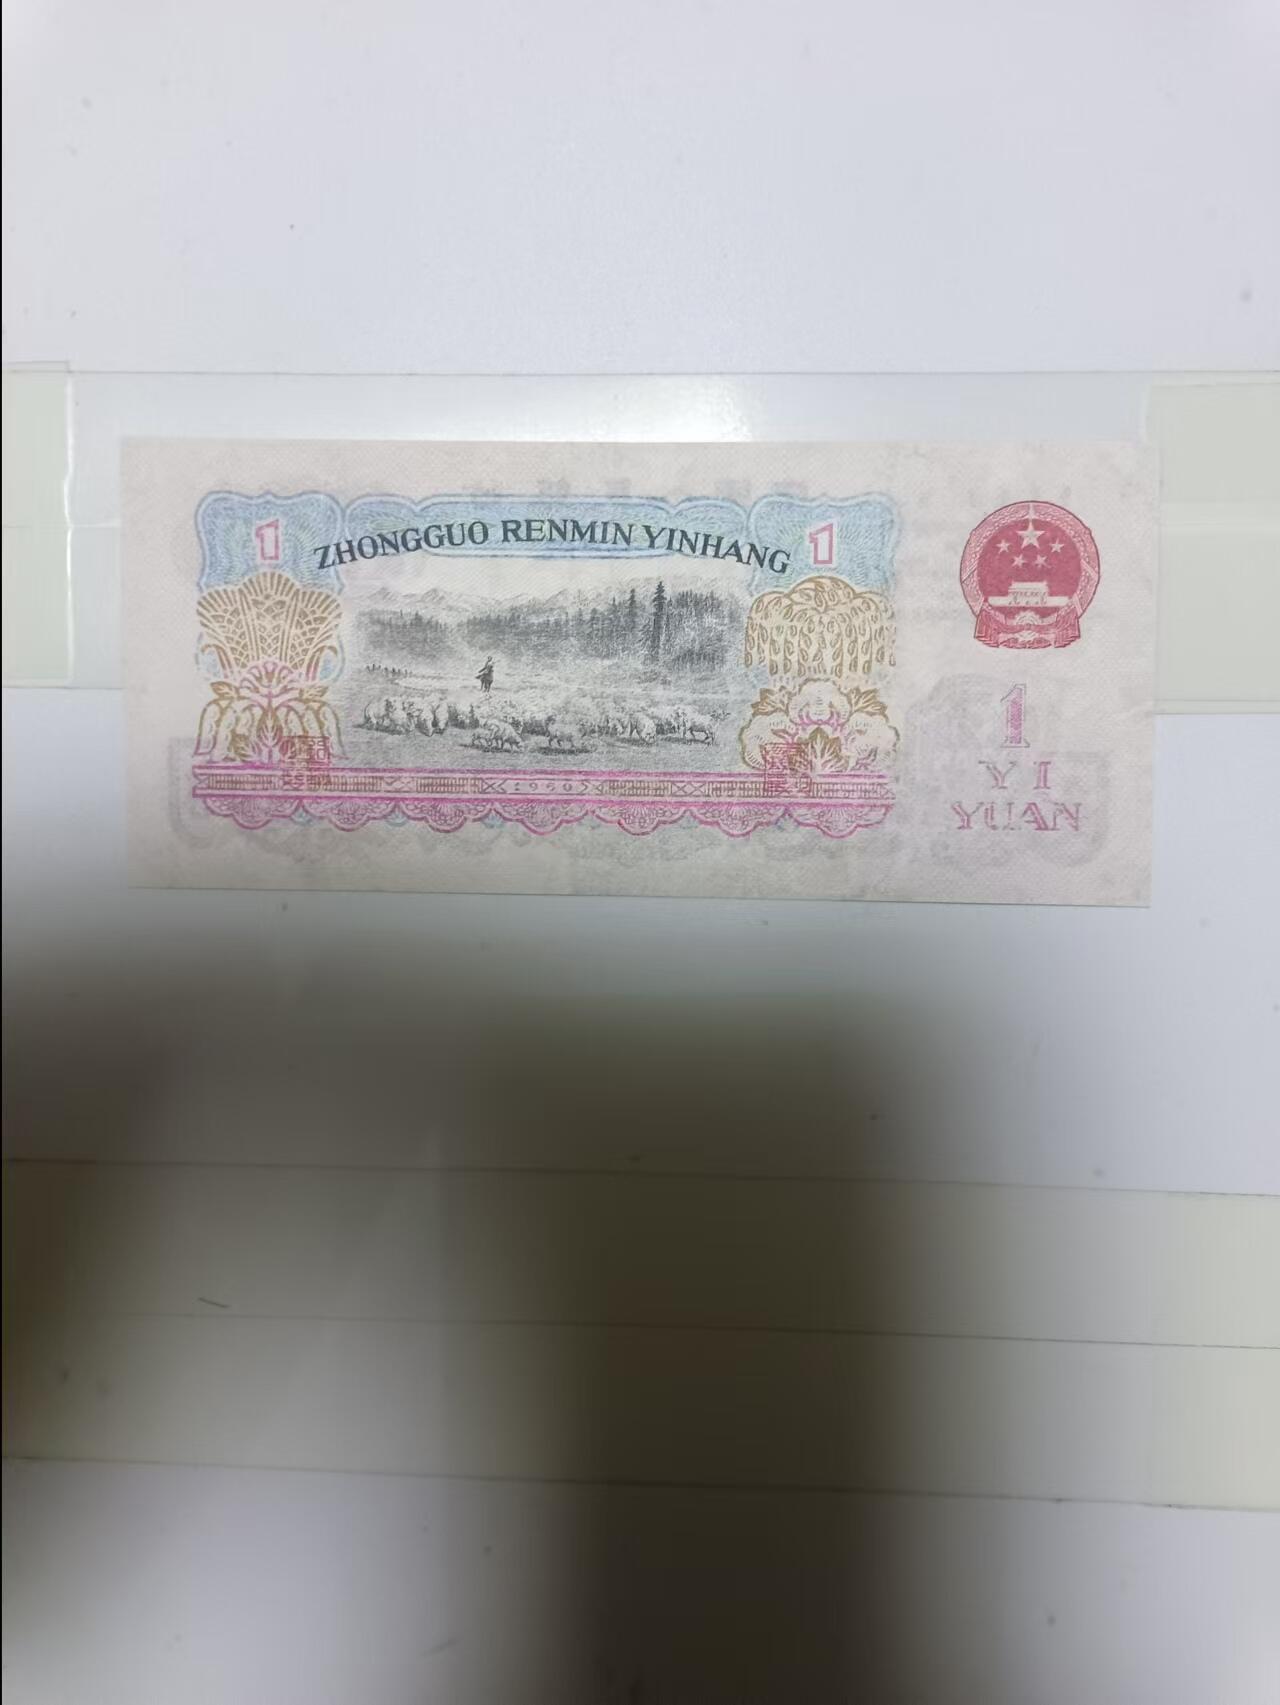 ZHONGGUO RENMIN YINHANG
1
1
1960
1
YI
YUAN